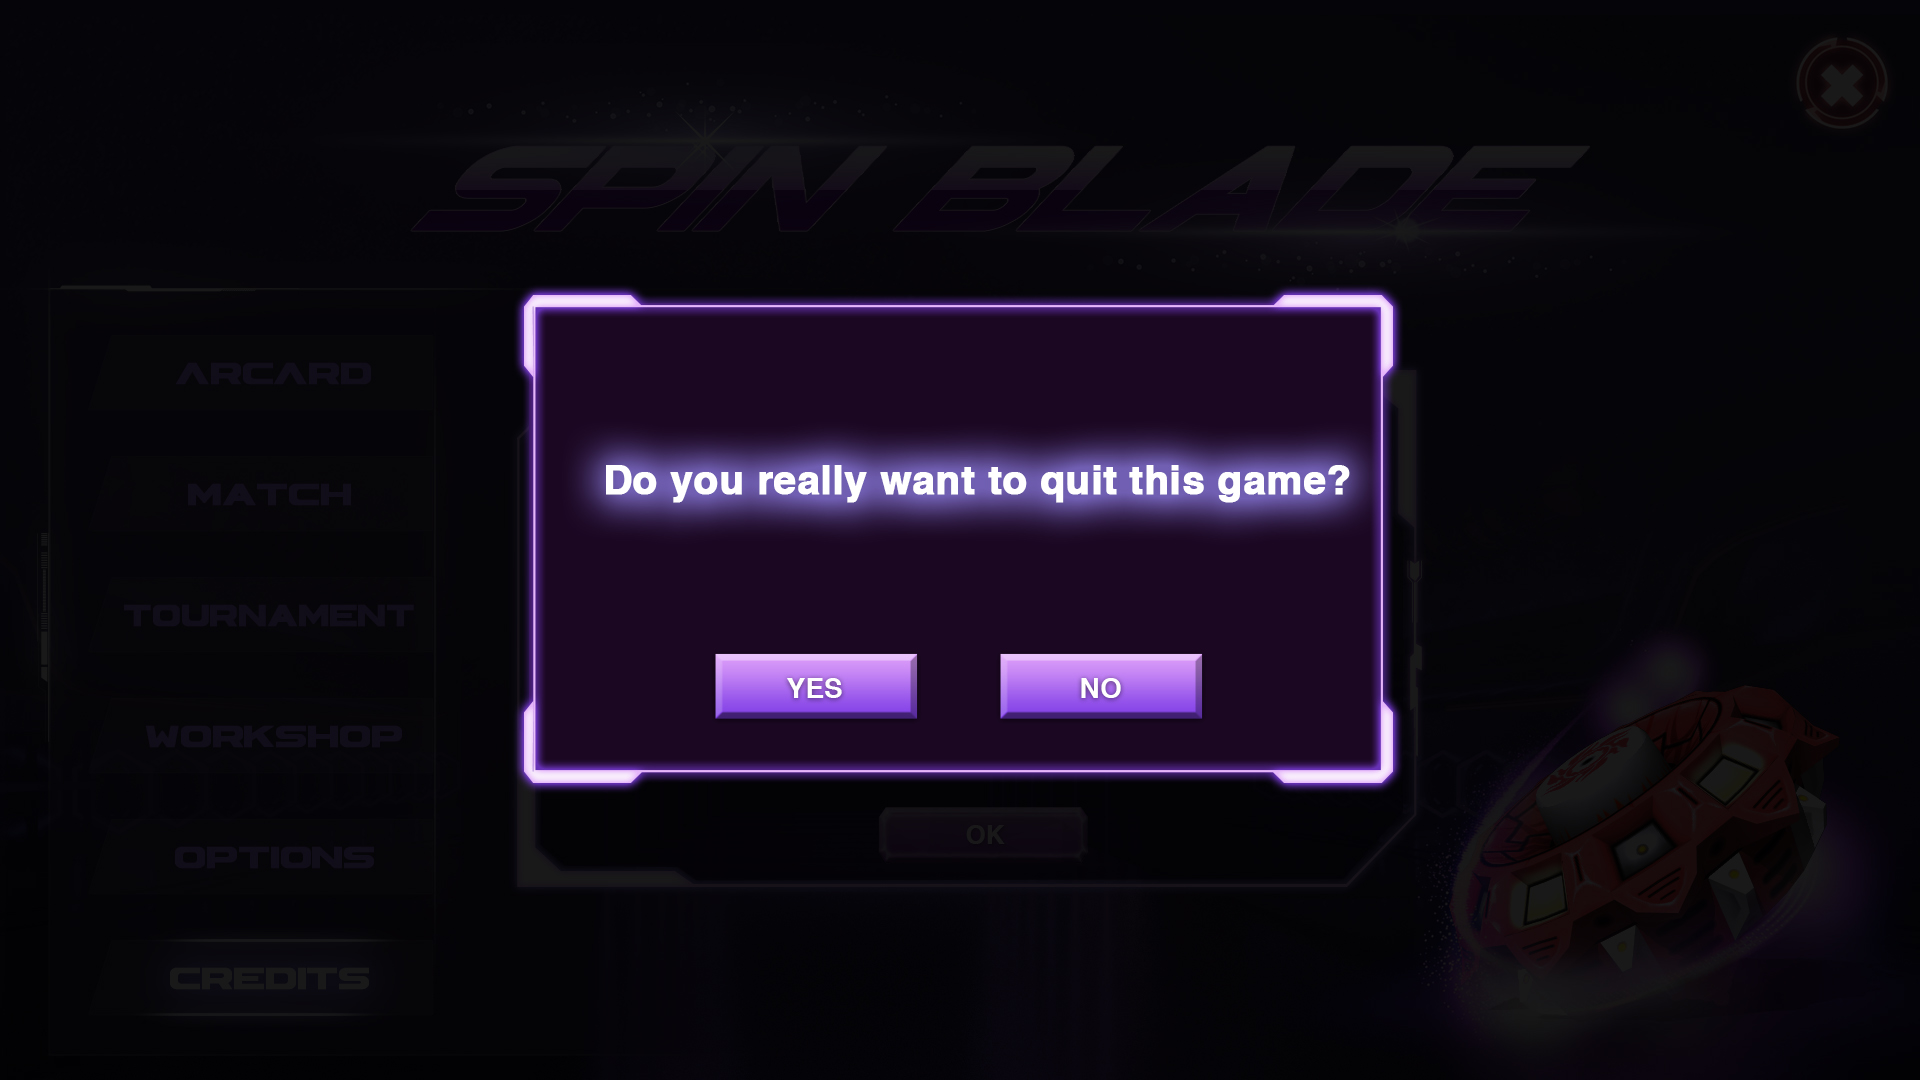 SPIN BLADE
ARCARD
MATCH
TOURNAMENT
WORKSHOP
OPTIONS
CREDITS
Do you really want to quit this game?
YES
NO
OK